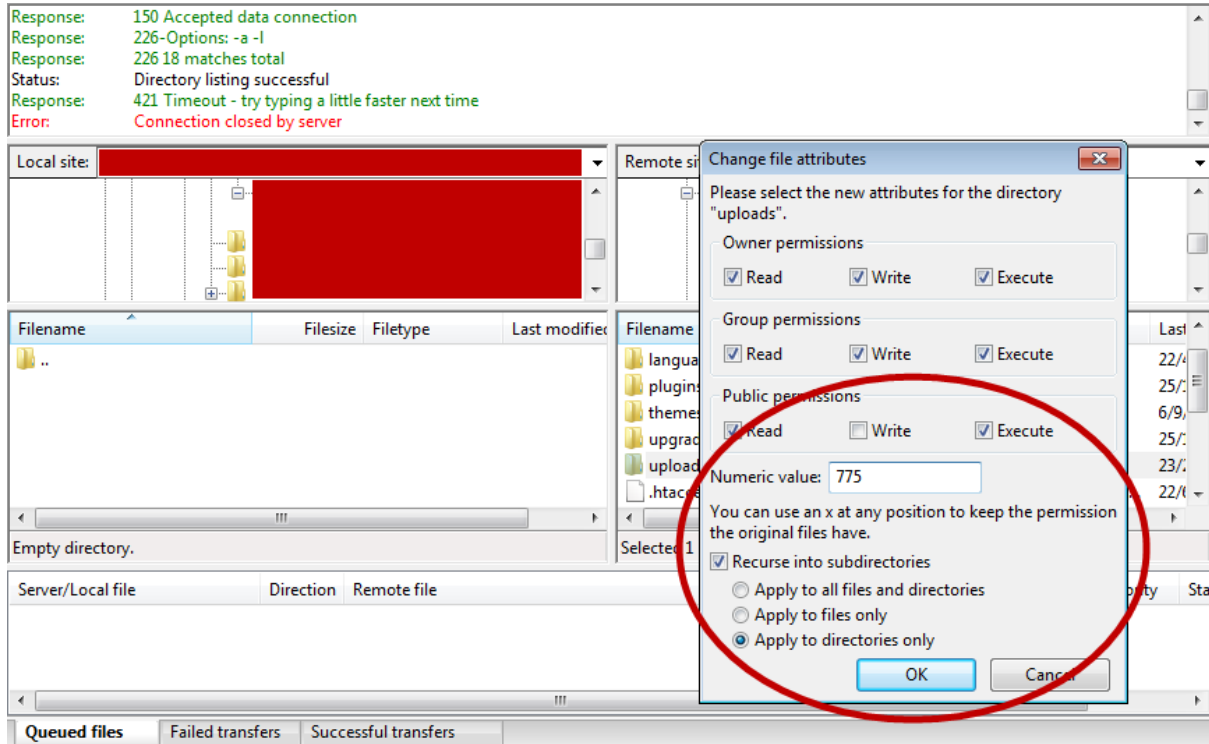 Response: 150 Accepted data connection
Response: 226-Options: -a -l
Response: 226 18 matches total
Status: Directory listing successful
Response: 421 Timeout - try typing a little faster next time
Error: Connection closed by server
Local site:
Remote si
Change file attributes
Please select the new attributes for the directory
"uploads".
Owner permissions
Read Write Execute
Group permissions
Read Write Execute
Public permissions
Read Write Execute
Numeric value: 775
You can use an x at any position to keep the permission
the original files have.
Recurse into subdirectories
Apply to all files and directories
Apply to files only
Apply to directories only
OK Cancel
Filename Filesize Filetype Last modified
..
Empty directory.
Filename Last
langua 22/4
plugins 25/
themes 6/9/
upgrad 25/
upload 23/
.htacce 22/6
Selected 1
Server/Local file Direction Remote file Sta
Queued files Failed transfers Successful transfers